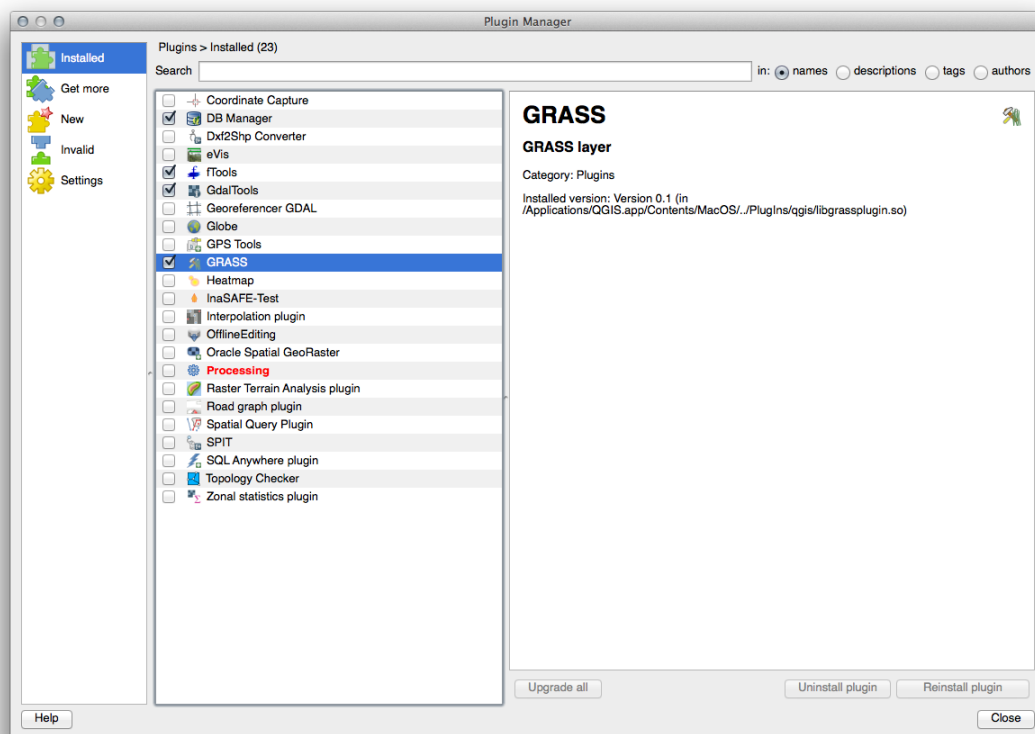 Plugin Manager
Installed
Get more
New
Invalid
Settings
Plugins > Installed (23)
Search
in: names descriptions tags authors
Coordinate Capture
DB Manager
Dxf2Shp Converter
eVis
fTools
GdalTools
Georeferencer GDAL
Globe
GPS Tools
GRASS
Heatmap
InaSAFE-Test
Interpolation plugin
OfflineEditing
Oracle Spatial GeoRaster
Processing
Raster Terrain Analysis plugin
Road graph plugin
Spatial Query Plugin
SPIT
SQL Anywhere plugin
Topology Checker
Zonal statistics plugin
GRASS
GRASS layer
Category: Plugins
Installed version: Version 0.1 (in
/Applications/QGIS.app/Contents/MacOS/../PlugIns/qgis/libgrassplugin.so)
Upgrade all
Uninstall plugin
Reinstall plugin
Help
Close